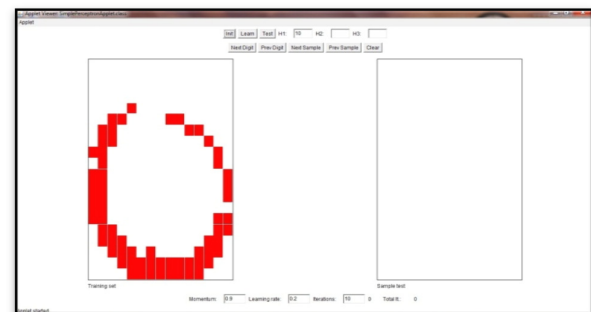 Applet Viewer: SimplePerceptronApplet.class
Applet
Init Learn Test H1: 10 H2: H3:
Next Digit Prev Digit Next Sample Prev Sample Clear
Training set Sample test
Momentum: 0.9 Learning rate: 0.2 Iterations: 10 0 Total It.: 0
Applet started.